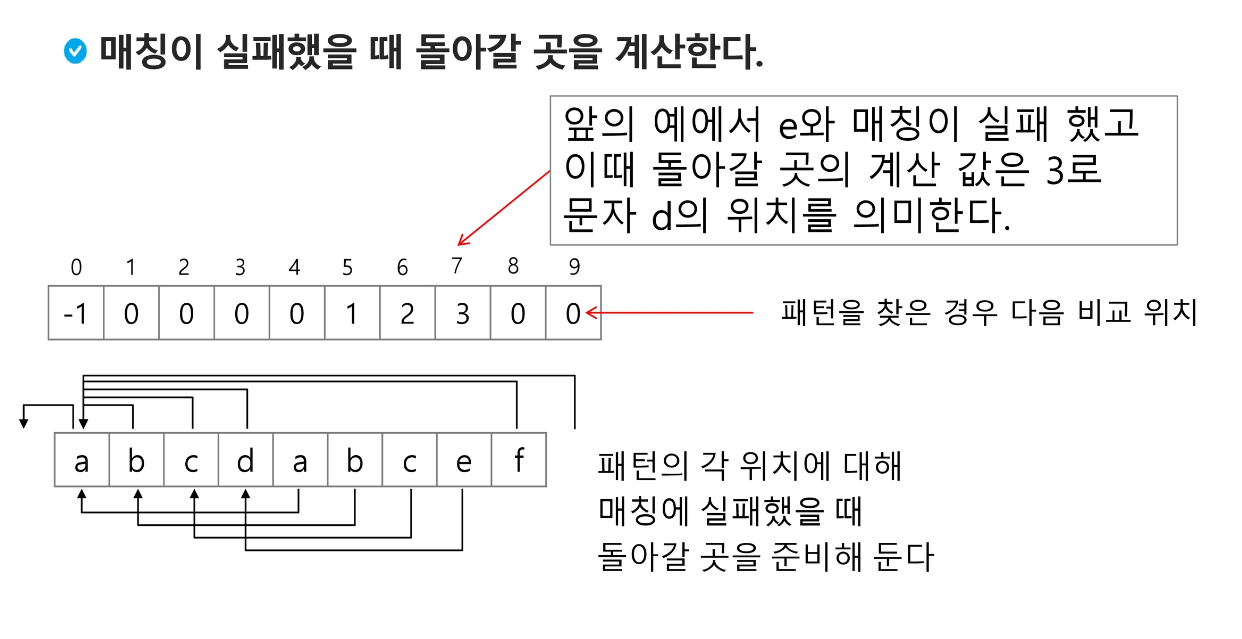 매칭이 실패했을 때 돌아갈 곳을 계산한다.
앞의 예에서 e와 매칭이 실패 했고
이때 돌아갈 곳의 계산 값은 3로
문자 d의 위치를 의미한다.
0 1 2 3 4 5 6 7 8 9
-1 0 0 0 0 1 2 3 0 0
패턴을 찾은 경우 다음 비교 위치
a b c d a b c e f
패턴의 각 위치에 대해
매칭에 실패했을 때
돌아갈 곳을 준비해 둔다